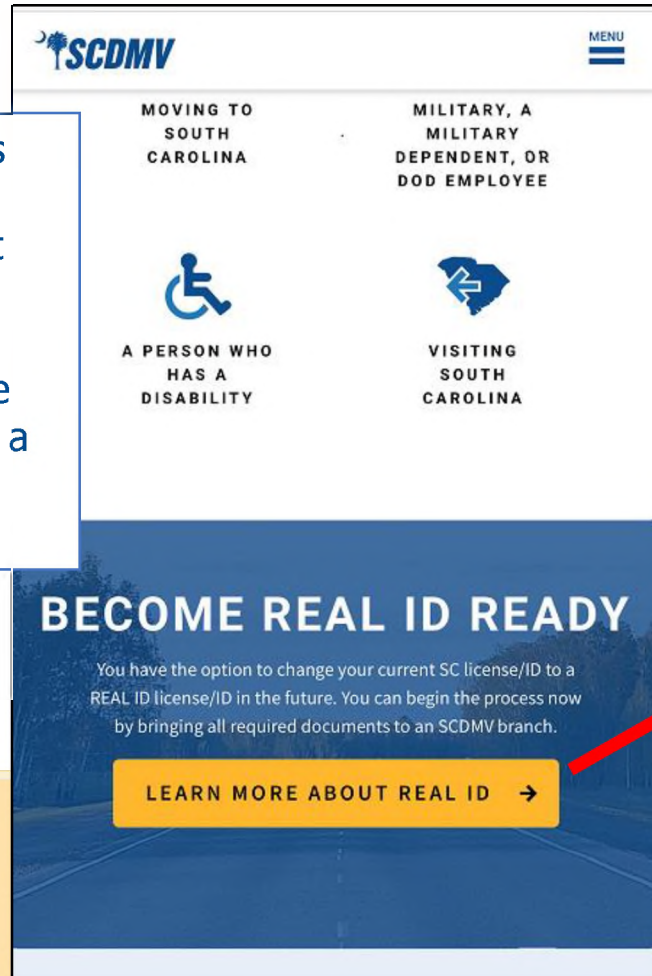 SCDMV
MENU
MOVING TO
SOUTH
CAROLINA
MILITARY, A
MILITARY
DEPENDENT, OR
DOD EMPLOYEE
a
A PERSON WHO
HAS A
DISABILITY
VISITING
SOUTH
CAROLINA
BECOME REAL ID READY
You have the option to change your current SC license/ID to a
REAL ID license/ID in the future. You can begin the process now
by bringing all required documents to an SCDMV branch.
LEARN MORE ABOUT REAL ID →